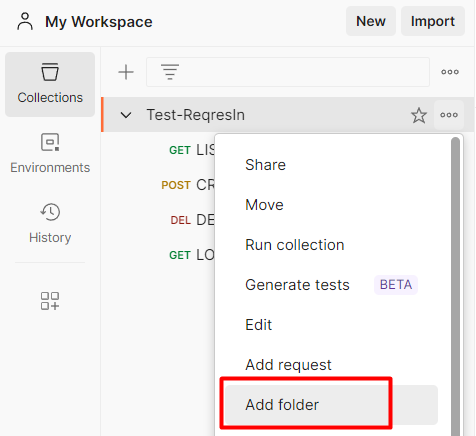 My Workspace New Import
Collections
Test-ReqresIn
GET LIS
Share
POST CR
Move
Environments
DEL DE
Run collection
History
GET LO
Generate tests BETA
Edit
Add request
Add folder